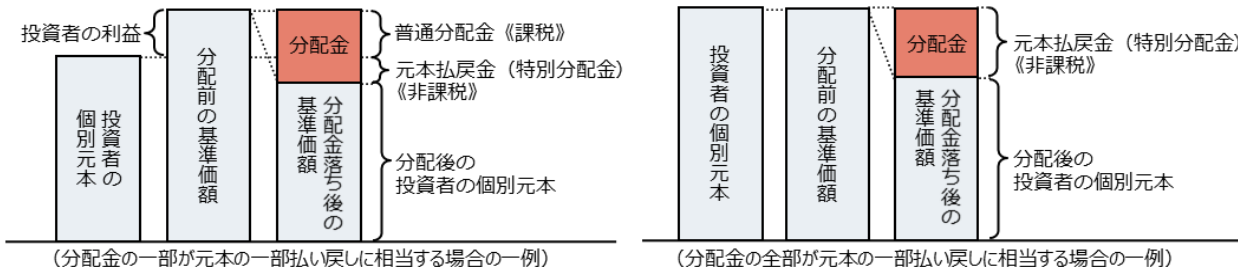 投資者の利益
投資者の
個別元本
分配前の基準価額
分配金
分配金落ち後の
基準価額
普通分配金《課税》
元本払戻金（特別分配金）
《非課税》
分配後の
投資者の個別元本
（分配金の一部が元本の一部払い戻しに相当する場合の一例）
投資者の個別元本
分配前の基準価額
分配金
分配金落ち後の
基準価額
元本払戻金（特別分配金）
《非課税》
分配後の
投資者の個別元本
（分配金の全部が元本の一部払い戻しに相当する場合の一例）